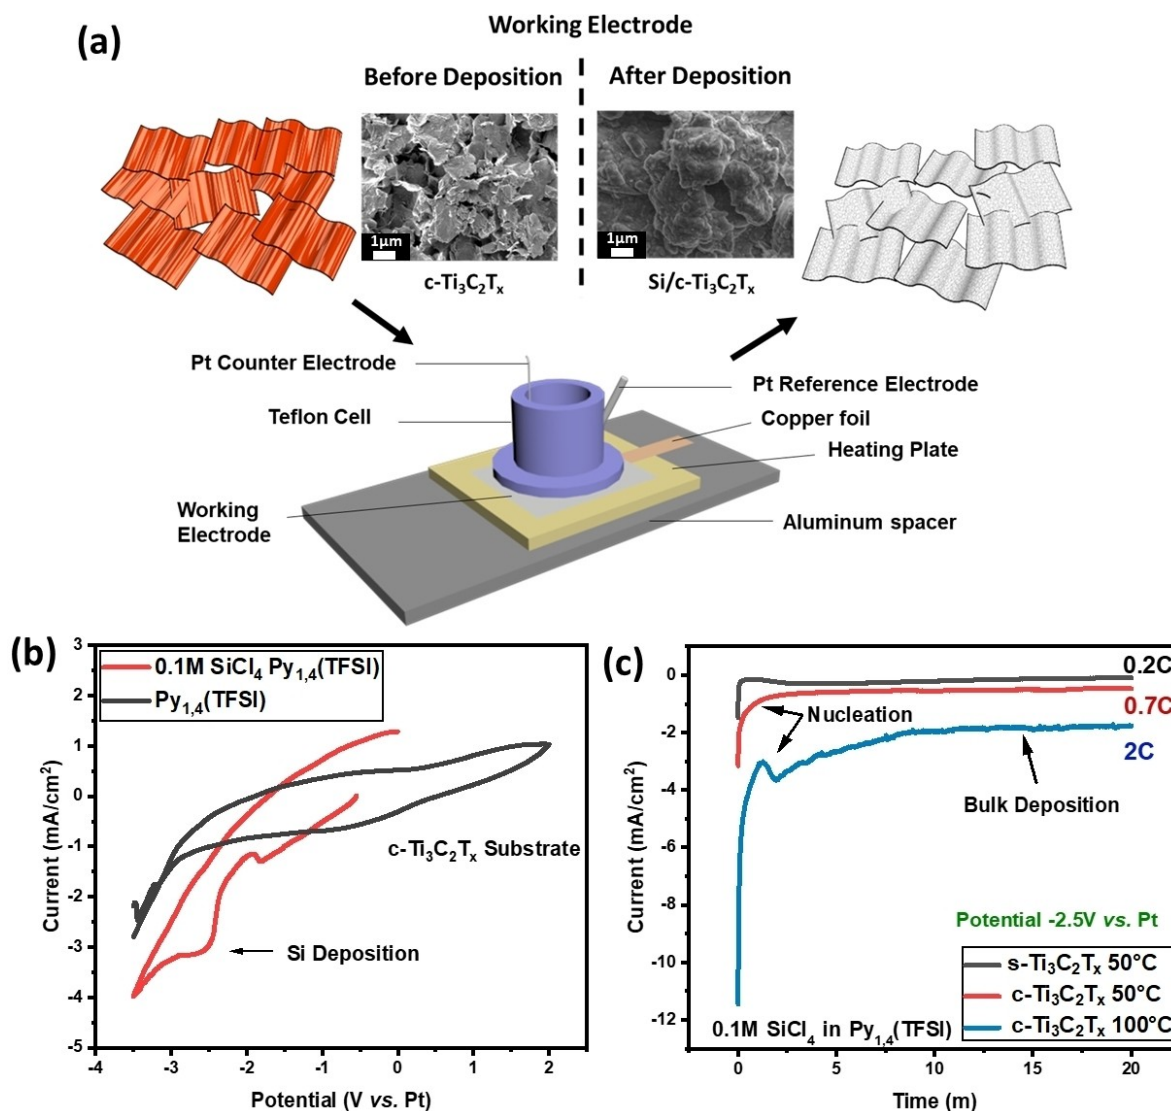 (a)
Working Electrode
Before Deposition
After Deposition
1µm
1µm
c-Ti₃C₂Tₓ
Si/c-Ti₃C₂Tₓ
Pt Counter Electrode
Pt Reference Electrode
Teflon Cell
Copper foil
Heating Plate
Working
Electrode
Aluminum spacer
(b)
3
2
1
0
-1
-2
-3
-4
-5
Current (mA/cm²)
0.1M SiCl₄ Py₁,₄(TFSI)
Py₁,₄(TFSI)
c-Ti₃C₂Tₓ Substrate
Si Deposition
-4
-3
-2
-1
0
1
2
Potential (V vs. Pt)
(c)
0
-2
-4
-6
-8
-10
-12
Current (mA/cm²)
0.2C
0.7C
2C
Nucleation
Bulk Deposition
Potential -2.5V vs. Pt
s-Ti₃C₂Tₓ 50°C
c-Ti₃C₂Tₓ 50°C
c-Ti₃C₂Tₓ 100°C
0.1M SiCl₄ in Py₁,₄(TFSI)
0
5
10
15
20
Time (m)